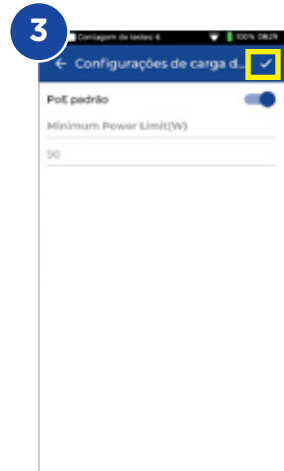 3
Contagem de testes: 6 100% 08:29
Configurações de carga d...
PoE padrão
Minimum Power Limit(W)
90